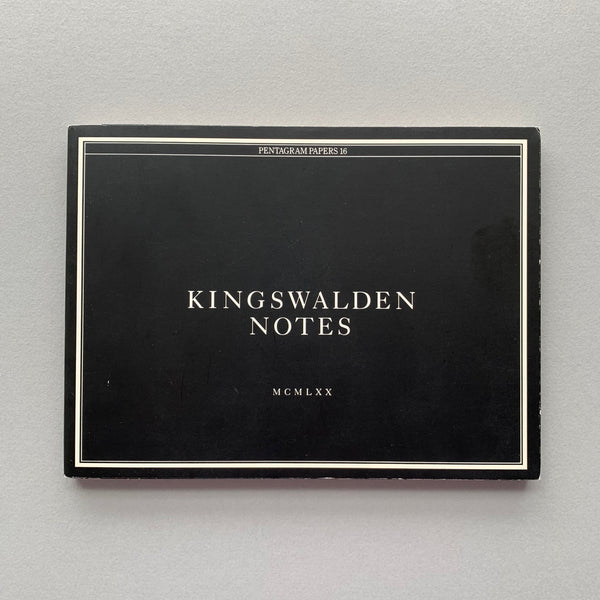 PENTAGRAM PAPERS 16
KINGSWALDEN
NOTES
MCMLXX